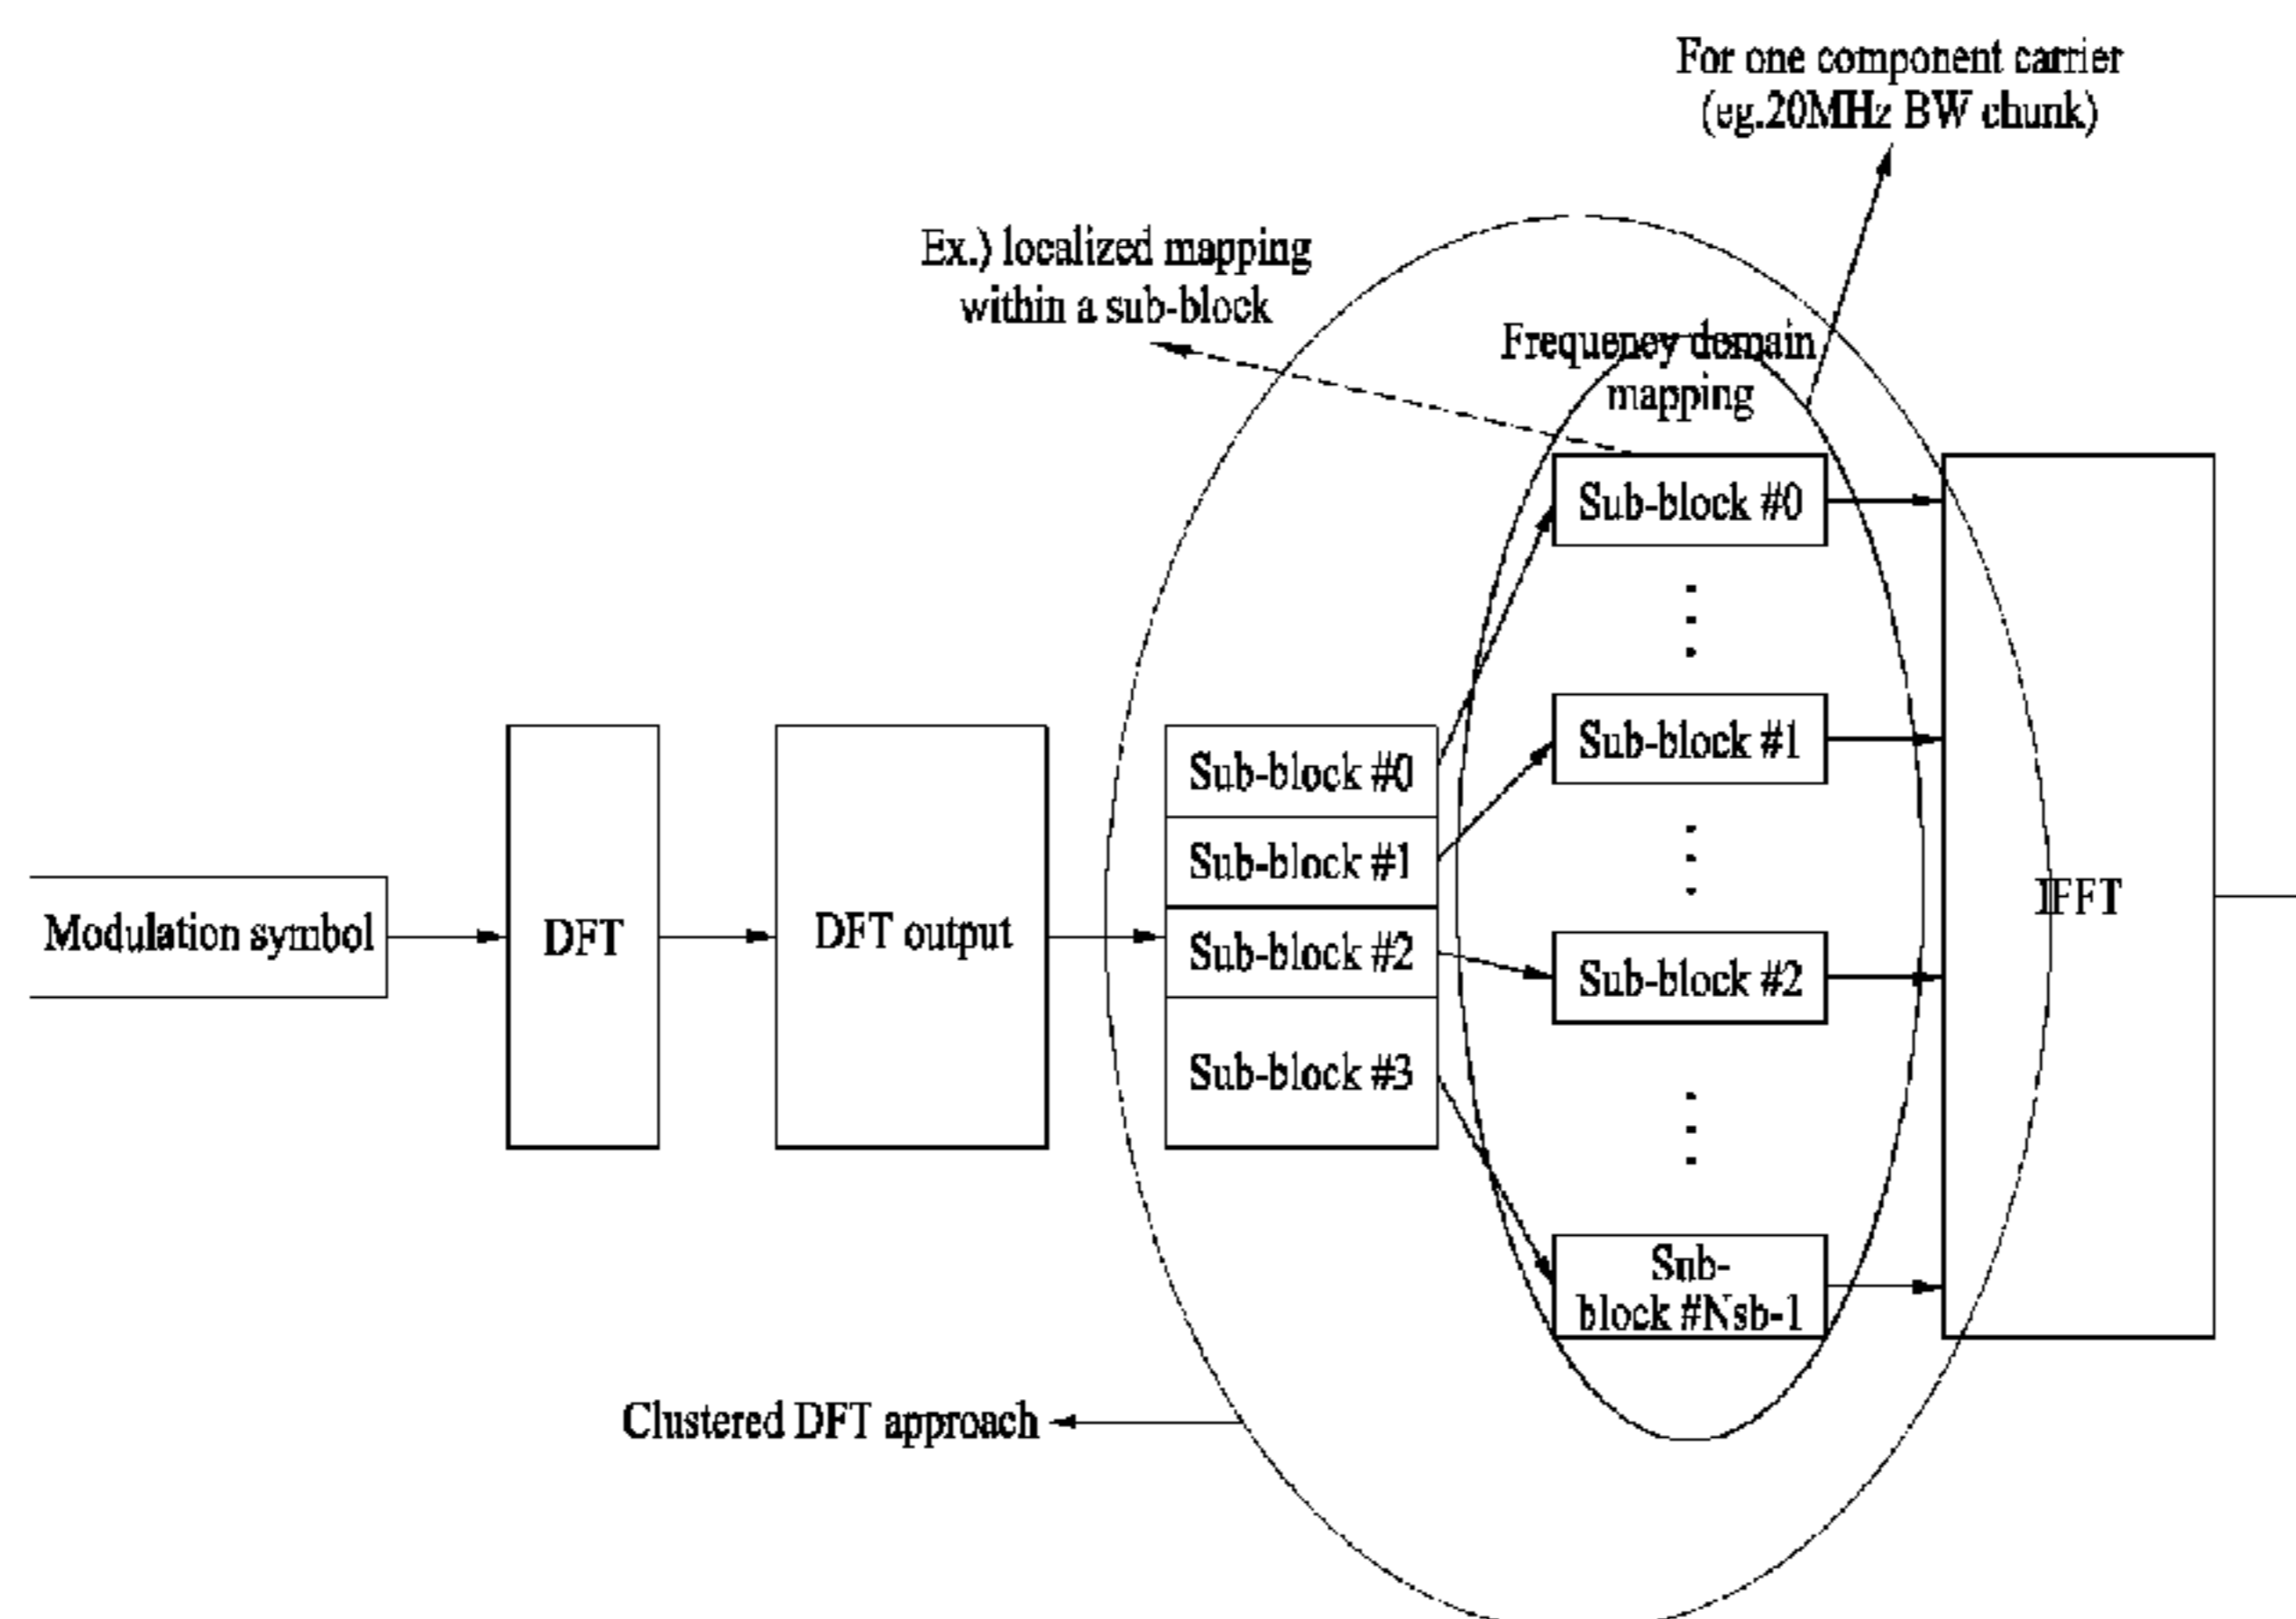 For one component carrier
(eg.20MHz BW chunk)
Ex.) localized mapping
within a sub-block
Frequency domain
mapping
Sub-block #0
Sub-block #1
Sub-block #2
Sub-
block #Nsb-1
Sub-block #0
Sub-block #1
Sub-block #2
Sub-block #3
Modulation symbol
DFT
DFT output
IFFT
Clustered DFT approach